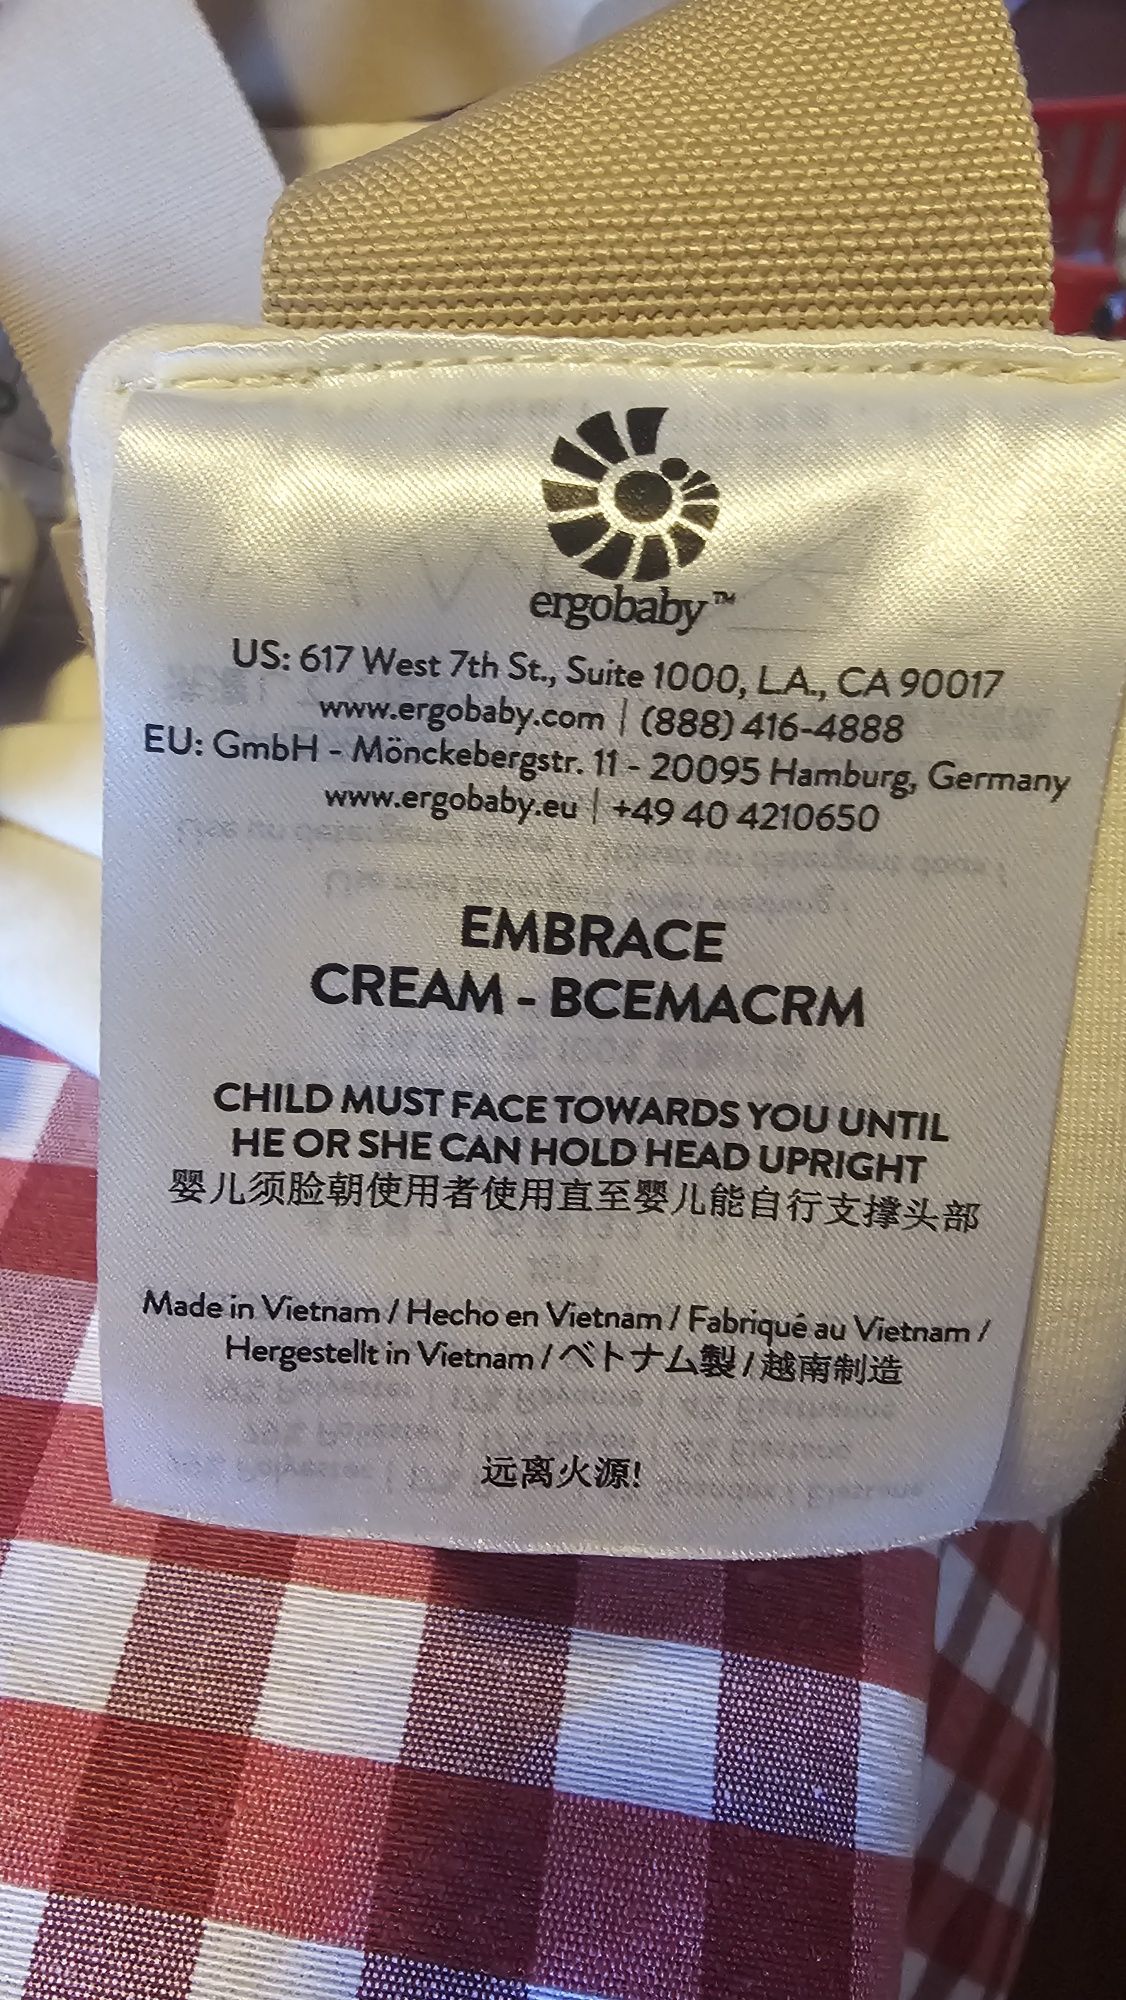 ergobaby™
US: 617 West 7th St., Suite 1000, L.A., CA 90017
www.ergobaby.com | (888) 416-4888
EU: GmbH - Mönckebergstr. 11 - 20095 Hamburg, Germany
www.ergobaby.eu | +49 40 4210650
EMBRACE
CREAM - BCEMACRM
CHILD MUST FACE TOWARDS YOU UNTIL
HE OR SHE CAN HOLD HEAD UPRIGHT
婴儿须脸朝使用者使用直至婴儿能自行支撑头部
Made in Vietnam / Hecho en Vietnam / Fabriqué au Vietnam /
Hergestellt in Vietnam / ベトナム製 / 越南制造
远离火源!